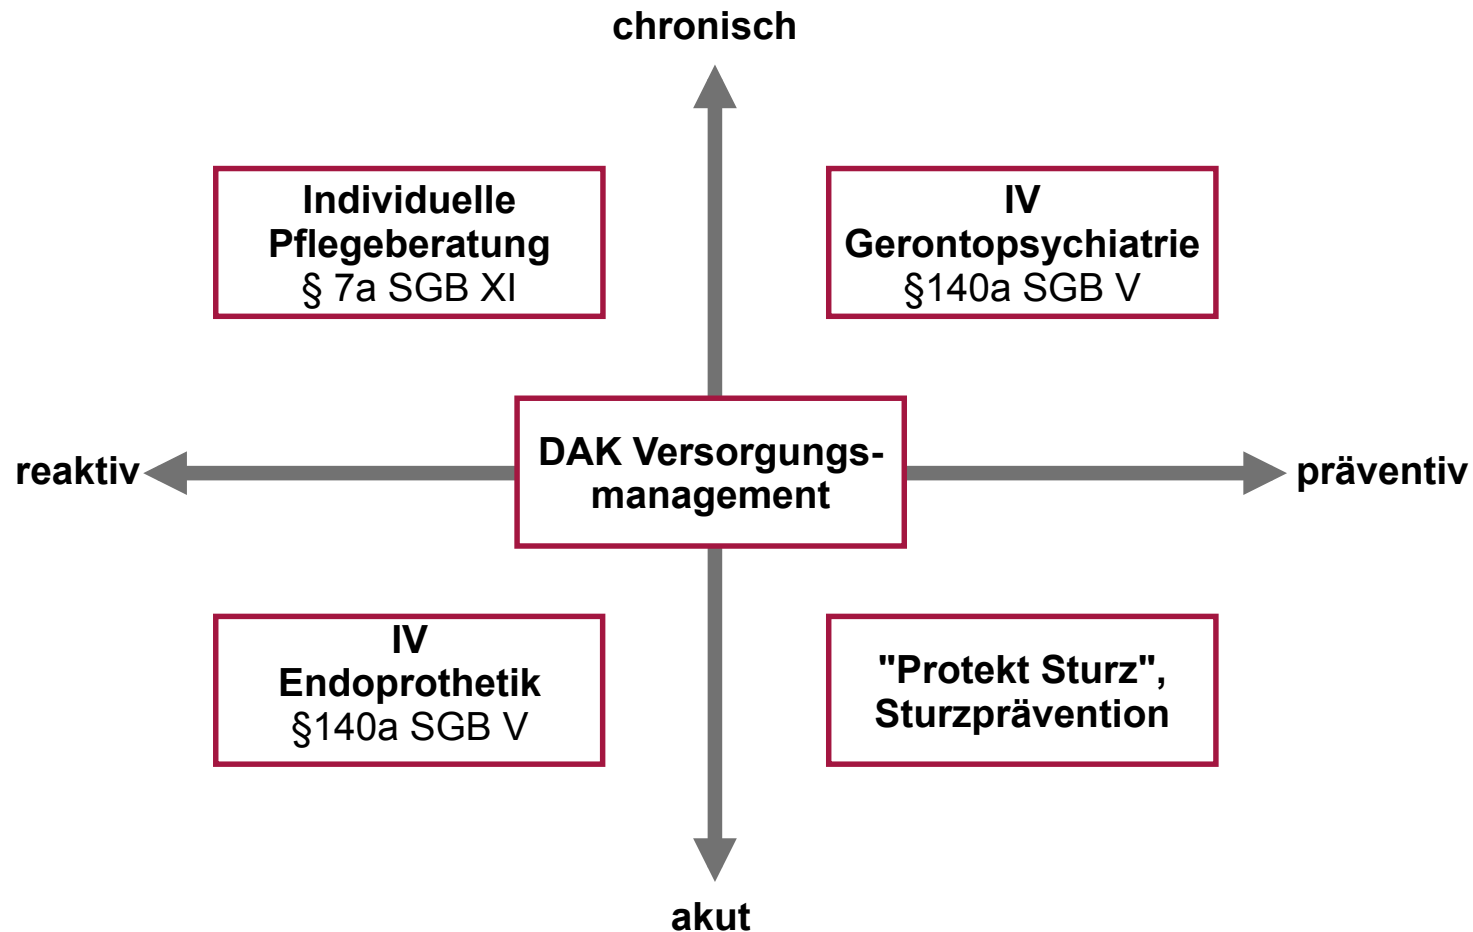 chronisch
Individuelle
Pflegeberatung
§ 7a SGB XI
IV
Gerontopsychiatrie
§140a SGB V
reaktiv
DAK Versorgungs-
management
präventiv
IV
Endoprothetik
§140a SGB V
"Protekt Sturz",
Sturzprävention
akut